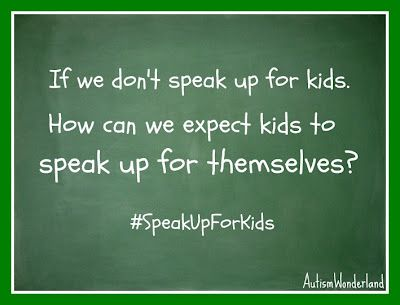 If we don't speak up for kids.
How can we expect kids to
speak up for themselves?
#SpeakUpForKids
AutismWonderland